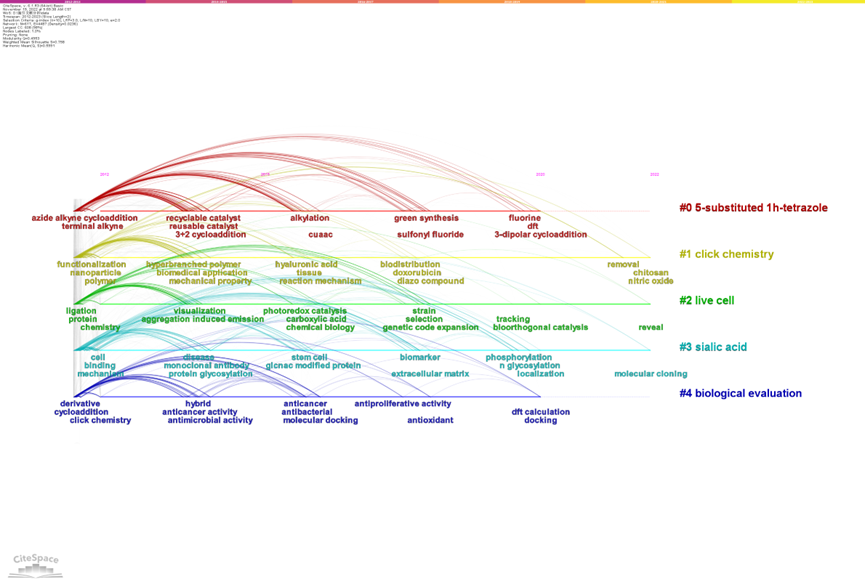 2012
2020
2022
azide alkyne cycloaddition
recyclable catalyst
alkylation
green synthesis
fluorine
#0 5-substituted 1h-tetrazole
terminal alkyne
reusable catalyst
dft
3+2 cycloaddition
cuaac
sulfonyl fluoride
3-dipolar cycloaddition
#1 click chemistry
functionalization
hyperbranched polymer
hyaluronic acid
biodistribution
removal
nanoparticle
biomedical application
tissue
doxorubicin
chitosan
polymer
mechanical property
reaction mechanism
diazo compound
nitric oxide
#2 live cell
ligation
visualization
photoredox catalysis
strain
protein
aggregation induced emission
carboxylic acid
selection
tracking
chemistry
chemical biology
genetic code expansion
bioorthogonal catalysis
reveal
#3 sialic acid
cell
disease
stem cell
biomarker
phosphorylation
binding
monoclonal antibody
glcnac modified protein
n glycosylation
mechanism
protein glycosylation
extracellular matrix
localization
molecular cloning
#4 biological evaluation
derivative
hybrid
anticancer
antiproliferative activity
cycloaddition
anticancer activity
antibacterial
dft calculation
click chemistry
antimicrobial activity
molecular docking
antioxidant
docking
CiteSpace